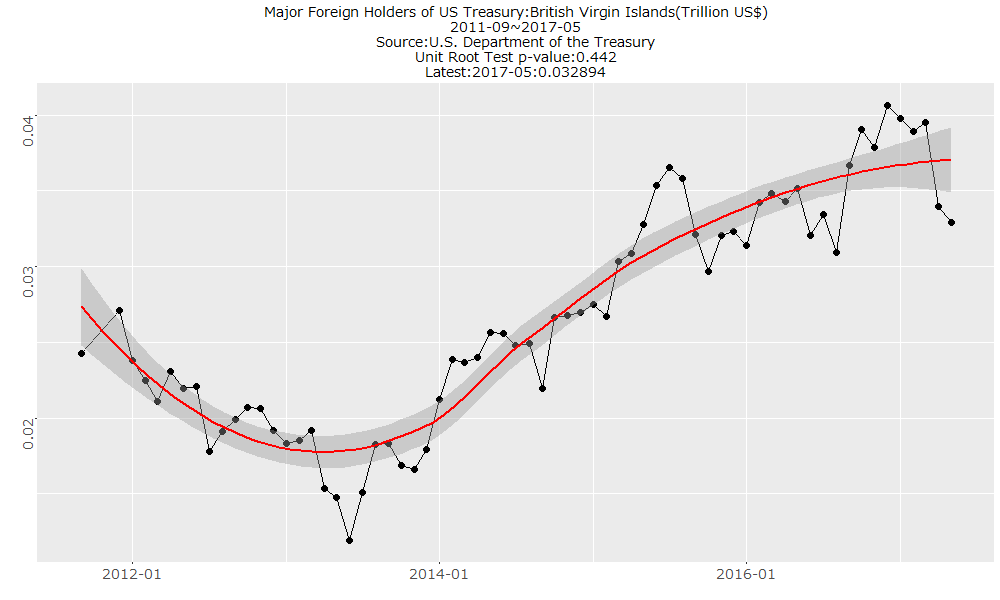 Major Foreign Holders of US Treasury:British Virgin Islands(Trillion US$)
2011-09~2017-05
Source:U.S. Department of the Treasury
Unit Root Test p-value:0.442
Latest:2017-05:0.032894
0.04
0.03
0.02
2012-01
2014-01
2016-01